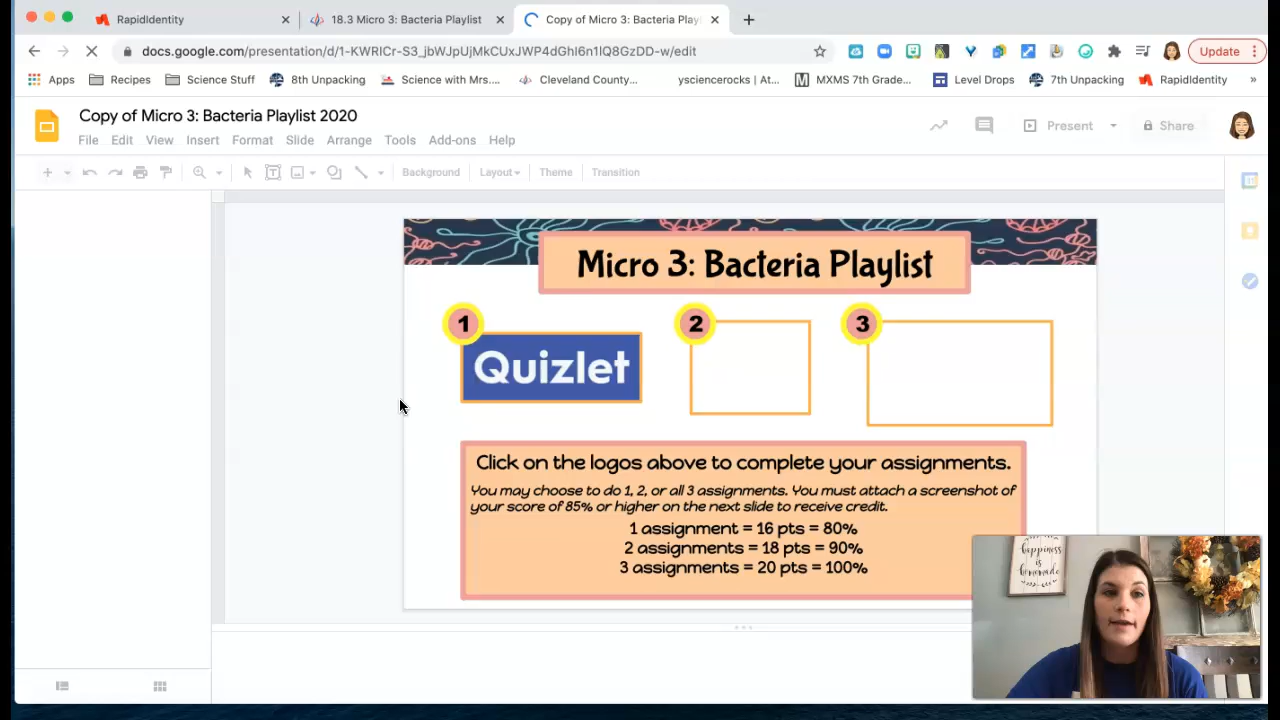 RapidIdentity
18.3 Micro 3: Bacteria Playlist
Copy of Micro 3: Bacteria Play
docs.google.com/presentation/d/1-KWRlCr-S3_jbWJpUjMkCUxJWP4dGhI6n1lQ8GzDD-w/edit
Update
Apps
Recipes
Science Stuff
8th Unpacking
Science with Mrs....
Cleveland County...
ysciencerocks | At...
MXMS 7th Grade...
Level Drops
7th Unpacking
RapidIdentity
»
Copy of Micro 3: Bacteria Playlist 2020
File Edit View Insert Format Slide Arrange Tools Add-ons Help
Present
Share
Background
Layout
Theme
Transition
Micro 3: Bacteria Playlist
1
2
3
Quizlet
Click on the logos above to complete your assignments.
You may choose to do 1, 2, or all 3 assignments. You must attach a screenshot of
your score of 85% or higher on the next slide to receive credit.
1 assignment = 16 pts = 80%
2 assignments = 18 pts = 90%
3 assignments = 20 pts = 100%
happiness
is
homemade